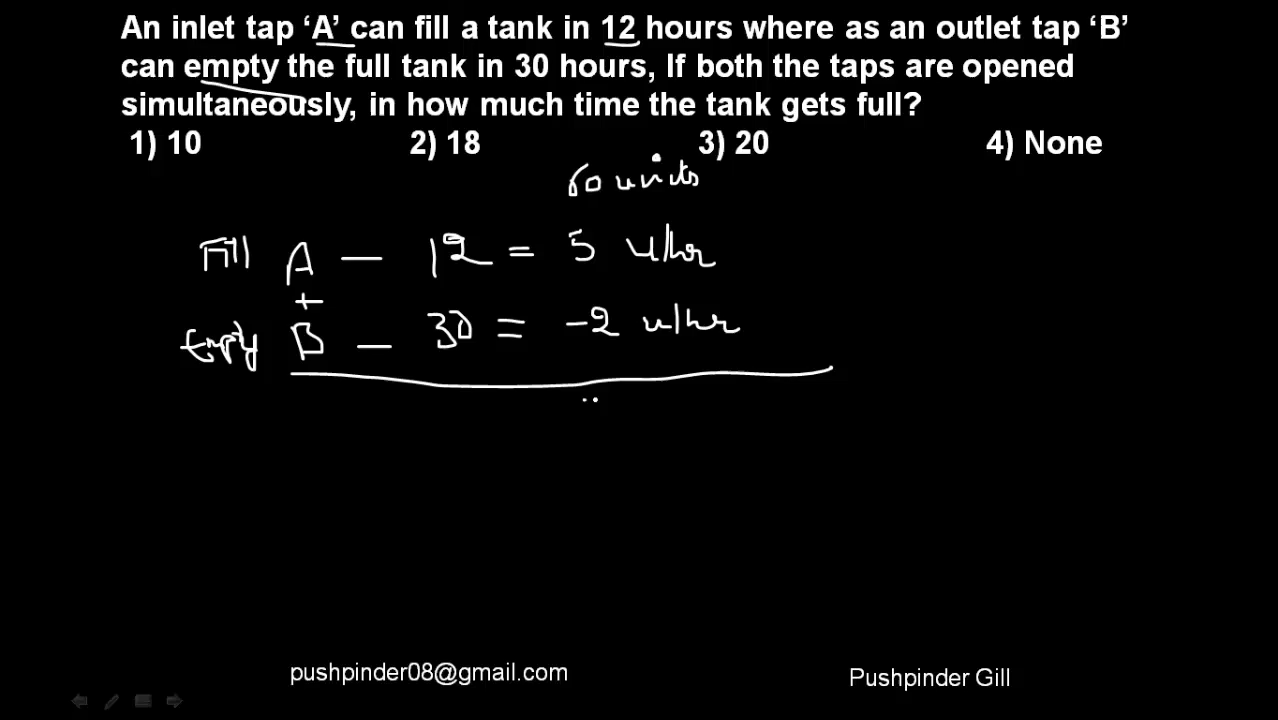 An inlet tap ‘A’ can fill a tank in 12 hours where as an outlet tap ‘B’
can empty the full tank in 30 hours, If both the taps are opened
simultaneously, in how much time the tank gets full?
1) 10 2) 18 3) 20 4) None
60 units
Fill A — 12 = 5 u/hr
+
Empty B — 30 = -2 u/hr
pushpinder08@gmail.com Pushpinder Gill